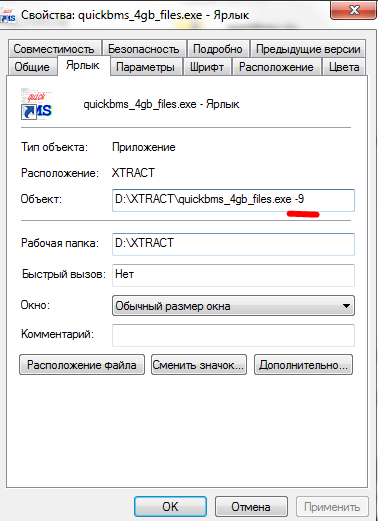 Свойства: quickbms_4gb_files.exe - Ярлык
Совместимость Безопасность Подробно Предыдущие версии
Общие Ярлык Параметры Шрифт Расположение Цвета
quick
MS
quickbms_4gb_files.exe - Ярлык
Тип объекта: Приложение
Расположение: XTRACT
Объект: D:\XTRACT\quickbms_4gb_files.exe -9
Рабочая папка: D:\XTRACT
Быстрый вызов: Нет
Окно: Обычный размер окна
Комментарий:
Расположение файла Сменить значок... Дополнительно...
OK Отмена Применить